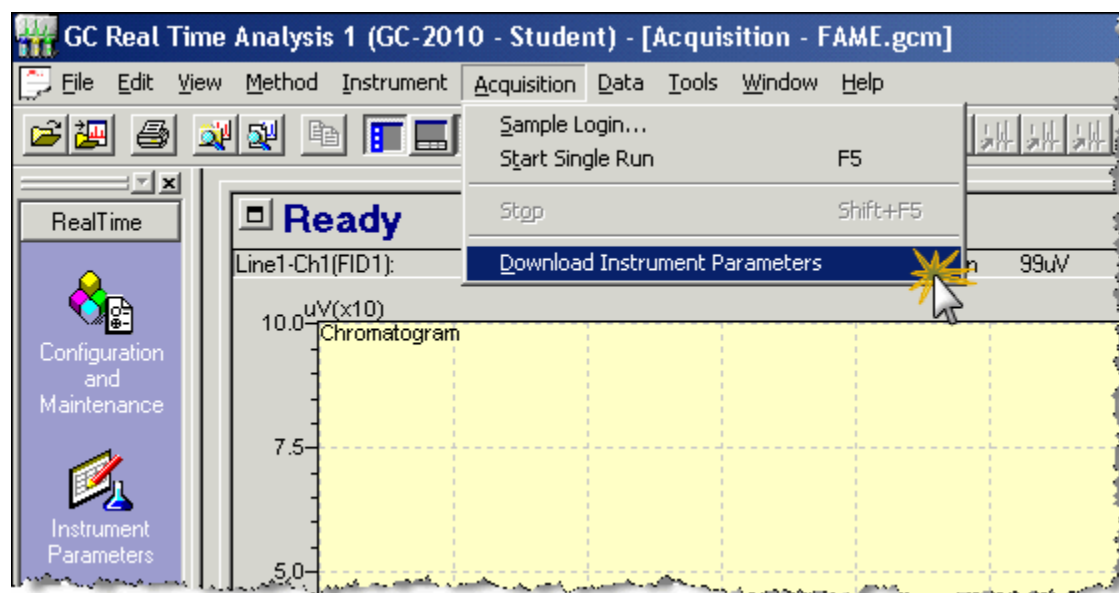 GC Real Time Analysis 1 (GC-2010 - Student) - [Acquisition - FAME.gcm]
File Edit View Method Instrument Acquisition Data Tools Window Help
Sample Login...
Start Single Run F5
Stop Shift+F5
Download Instrument Parameters
RealTime
Configuration
and
Maintenance
Instrument
Parameters
Ready
Line1-Ch1(FID1): 99uV
uV(x10)
10.0
Chromatogram
7.5
5.0